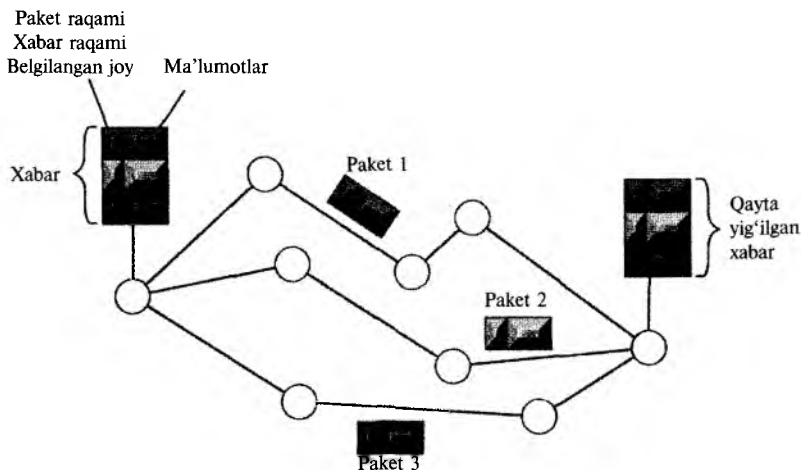 Paket raqami
Xabar raqami
Belgilangan joy
Ma’lumotlar
Xabar
Paket 1
Qayta
yig‘ilgan
xabar
Paket 2
Paket 3